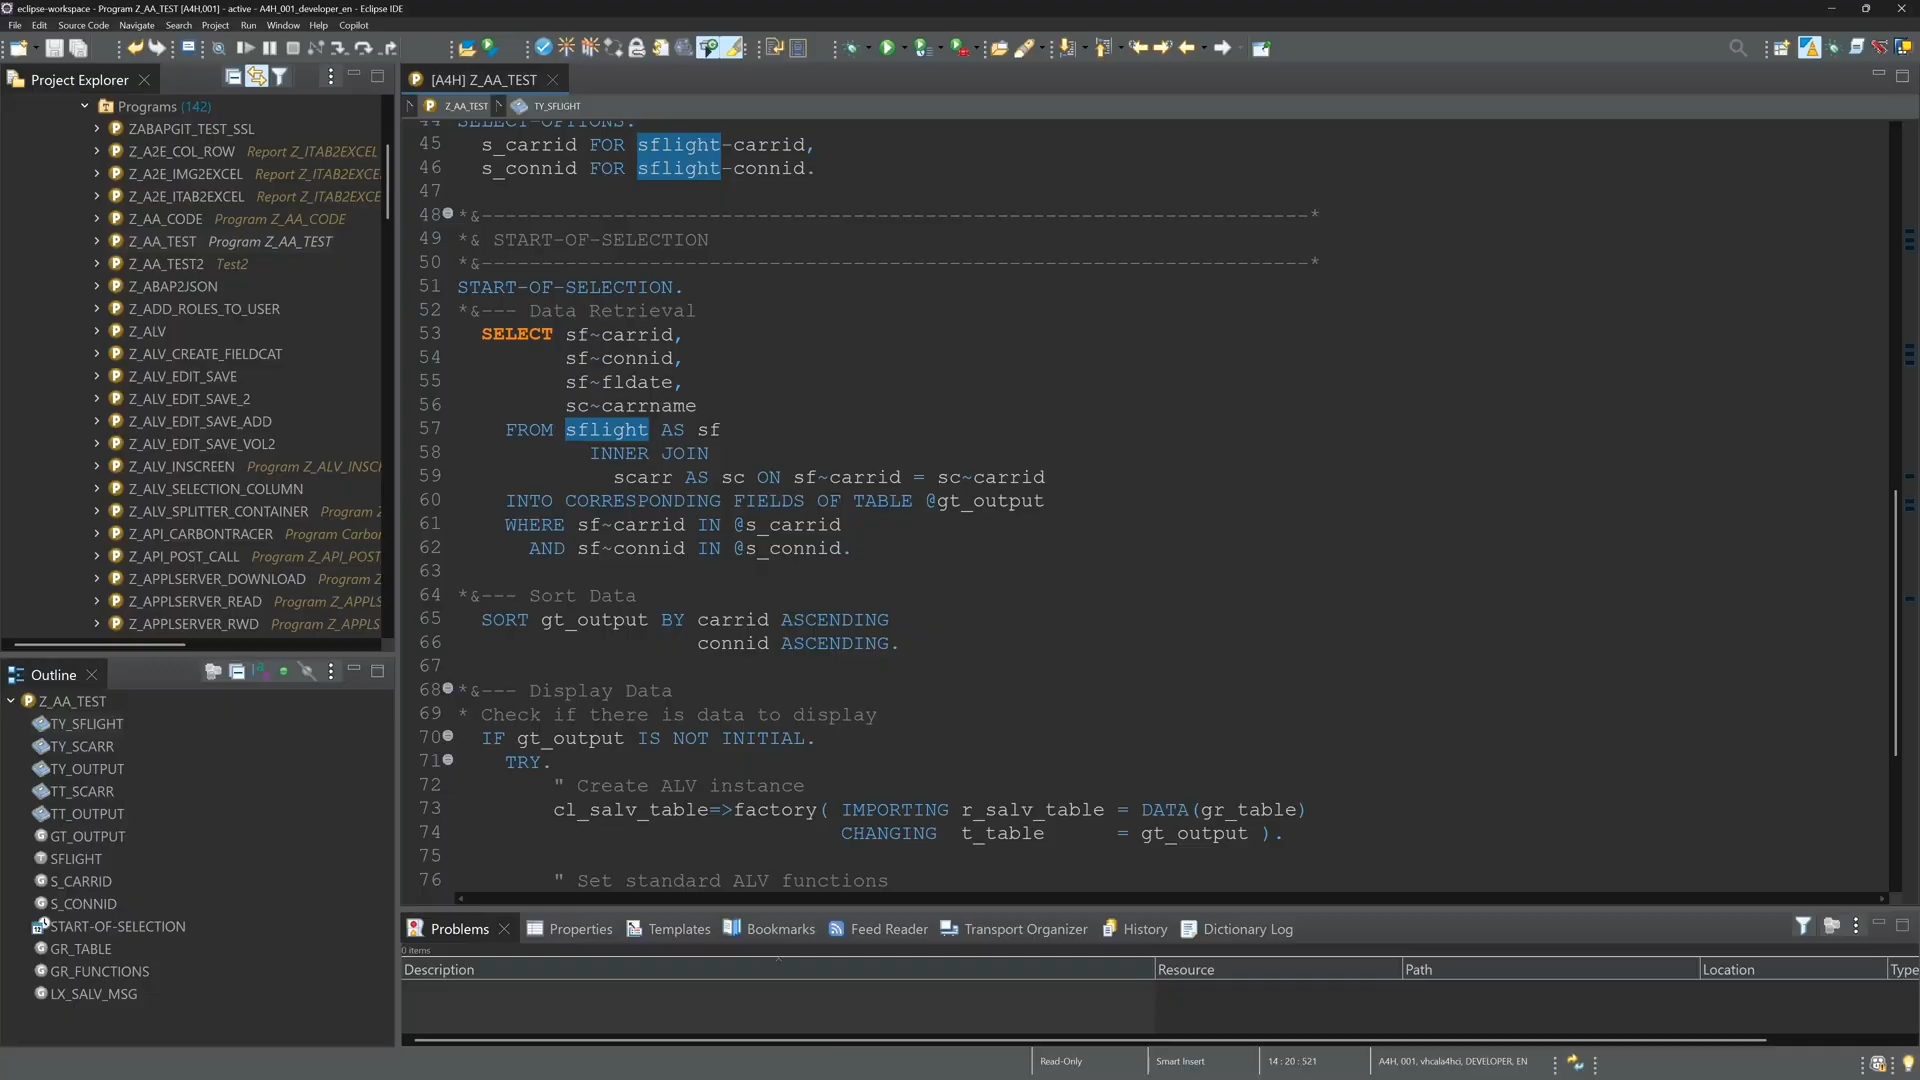 eclipse-workspace - Program Z_AA_TEST [A4H,001] - active - A4H_001_developer_en - Eclipse IDE
File Edit Source Code Navigate Search Project Run Window Help Copilot
Project Explorer
Programs (142)
ZABAPGIT_TEST_SSL
Z_A2E_COL_ROW Report Z_ITAB2EXCEL
Z_A2E_IMG2EXCEL Report Z_ITAB2EXCE
Z_A2E_ITAB2EXCEL Report Z_ITAB2EXCE
Z_AA_CODE Program Z_AA_CODE
Z_AA_TEST Program Z_AA_TEST
Z_AA_TEST2 Test2
Z_ABAP2JSON
Z_ADD_ROLES_TO_USER
Z_ALV
Z_ALV_CREATE_FIELDCAT
Z_ALV_EDIT_SAVE
Z_ALV_EDIT_SAVE_2
Z_ALV_EDIT_SAVE_ADD
Z_ALV_EDIT_SAVE_VOL2
Z_ALV_INSCREEN Program Z_ALV_INSCI
Z_ALV_SELECTION_COLUMN
Z_ALV_SPLITTER_CONTAINER Program Z
Z_API_CARBONTRACER Program Carbo
Z_API_POST_CALL Program Z_API_POST
Z_APPLSERVER_DOWNLOAD Program Z
Z_APPLSERVER_READ Program Z_APPLS
Z_APPLSERVER_RWD Program Z_APPLS
Outline
Z_AA_TEST
TY_SFLIGHT
TY_SCARR
TY_OUTPUT
TT_SCARR
TT_OUTPUT
GT_OUTPUT
SFLIGHT
S_CARRID
S_CONNID
START-OF-SELECTION
GR_TABLE
GR_FUNCTIONS
LX_SALV_MSG
[A4H] Z_AA_TEST
Z_AA_TEST TY_SFLIGHT
44 SELECT-OPTIONS:
45 s_carrid FOR sflight-carrid,
46 s_connid FOR sflight-connid.
47
48 *&---------------------------------------------------------------------*
49 *& START-OF-SELECTION
50 *&---------------------------------------------------------------------*
51 START-OF-SELECTION.
52 *&--- Data Retrieval
53 SELECT sf~carrid,
54 sf~connid,
55 sf~fldate,
56 sc~carrname
57 FROM sflight AS sf
58 INNER JOIN
59 scarr AS sc ON sf~carrid = sc~carrid
60 INTO CORRESPONDING FIELDS OF TABLE @gt_output
61 WHERE sf~carrid IN @s_carrid
62 AND sf~connid IN @s_connid.
63
64 *&--- Sort Data
65 SORT gt_output BY carrid ASCENDING
66 connid ASCENDING.
67
68 *&--- Display Data
69 * Check if there is data to display
70 IF gt_output IS NOT INITIAL.
71 TRY.
72 " Create ALV instance
73 cl_salv_table=>factory( IMPORTING r_salv_table = DATA(gr_table)
74 CHANGING t_table = gt_output ).
75
76 " Set standard ALV functions
Problems Properties Templates Bookmarks Feed Reader Transport Organizer History Dictionary Log
0 items
Description Resource Path Location Type
Read-Only Smart Insert 14 : 20 : 521 A4H, 001, vhcala4hci, DEVELOPER, EN